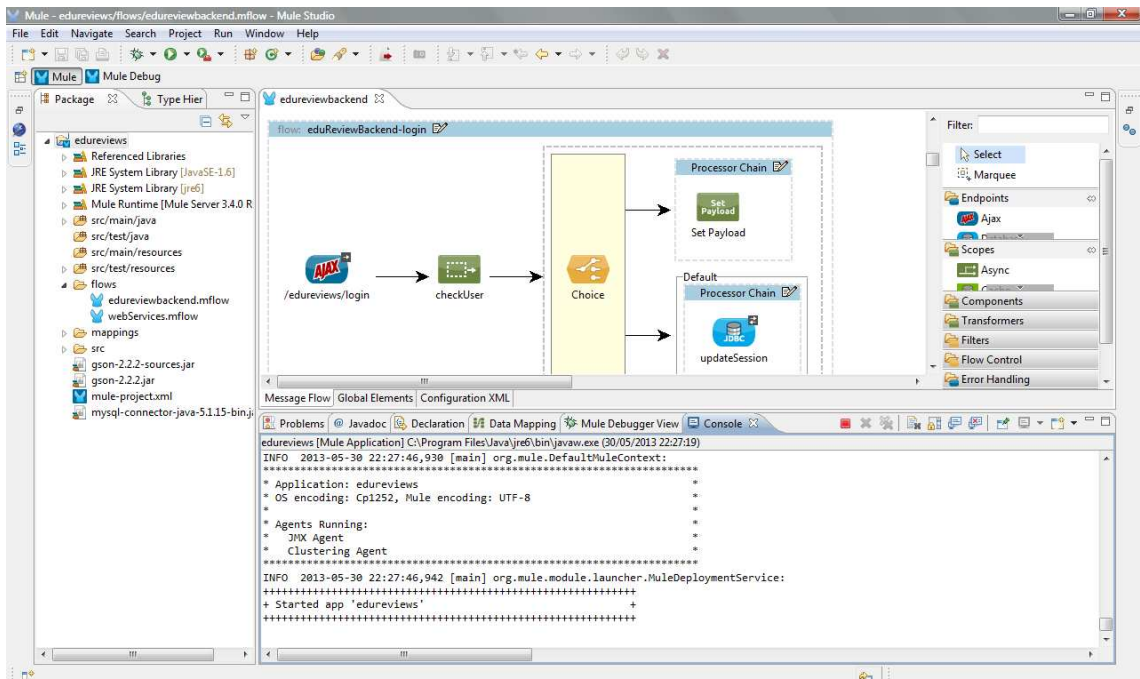 Mule - edureviews/flows/edureviewbackend.mflow - Mule Studio
File Edit Navigate Search Project Run Window Help
Mule Mule Debug
Package Type Hier
edureviews
Referenced Libraries
JRE System Library [JavaSE-1.6]
JRE System Library [jre6]
Mule Runtime [Mule Server 3.4.0 R
src/main/java
src/test/java
src/main/resources
src/test/resources
flows
edureviewbackend.mflow
webServices.mflow
mappings
src
gson-2.2.2-sources.jar
gson-2.2.2.jar
mule-project.xml
mysql-connector-java-5.1.15-bin.j
edureviewbackend
flow: eduReviewBackend-login
Processor Chain
Set
Payload
Set Payload
AJAX
/edureviews/login
checkUser
Choice
Default
Processor Chain
JDBC
updateSession
Message Flow Global Elements Configuration XML
Filter:
Select
Marquee
Endpoints
Ajax
Scopes
Async
Components
Transformers
Filters
Flow Control
Error Handling
Problems @ Javadoc Declaration Data Mapping Mule Debugger View Console
edureviews [Mule Application] C:\Program Files\Java\jre6\bin\javaw.exe (30/05/2013 22:27:19)
INFO 2013-05-30 22:27:46,930 [main] org.mule.DefaultMuleContext:
**********************************************************************
* Application: edureviews *
* OS encoding: Cp1252, Mule encoding: UTF-8 *
* *
* Agents Running: *
* JMX Agent *
* Clustering Agent *
**********************************************************************
INFO 2013-05-30 22:27:46,942 [main] org.mule.module.launcher.MuleDeploymentService:
++++++++++++++++++++++++++++++++++++++++++++++++++++++++++++
+ Started app 'edureviews' +
++++++++++++++++++++++++++++++++++++++++++++++++++++++++++++